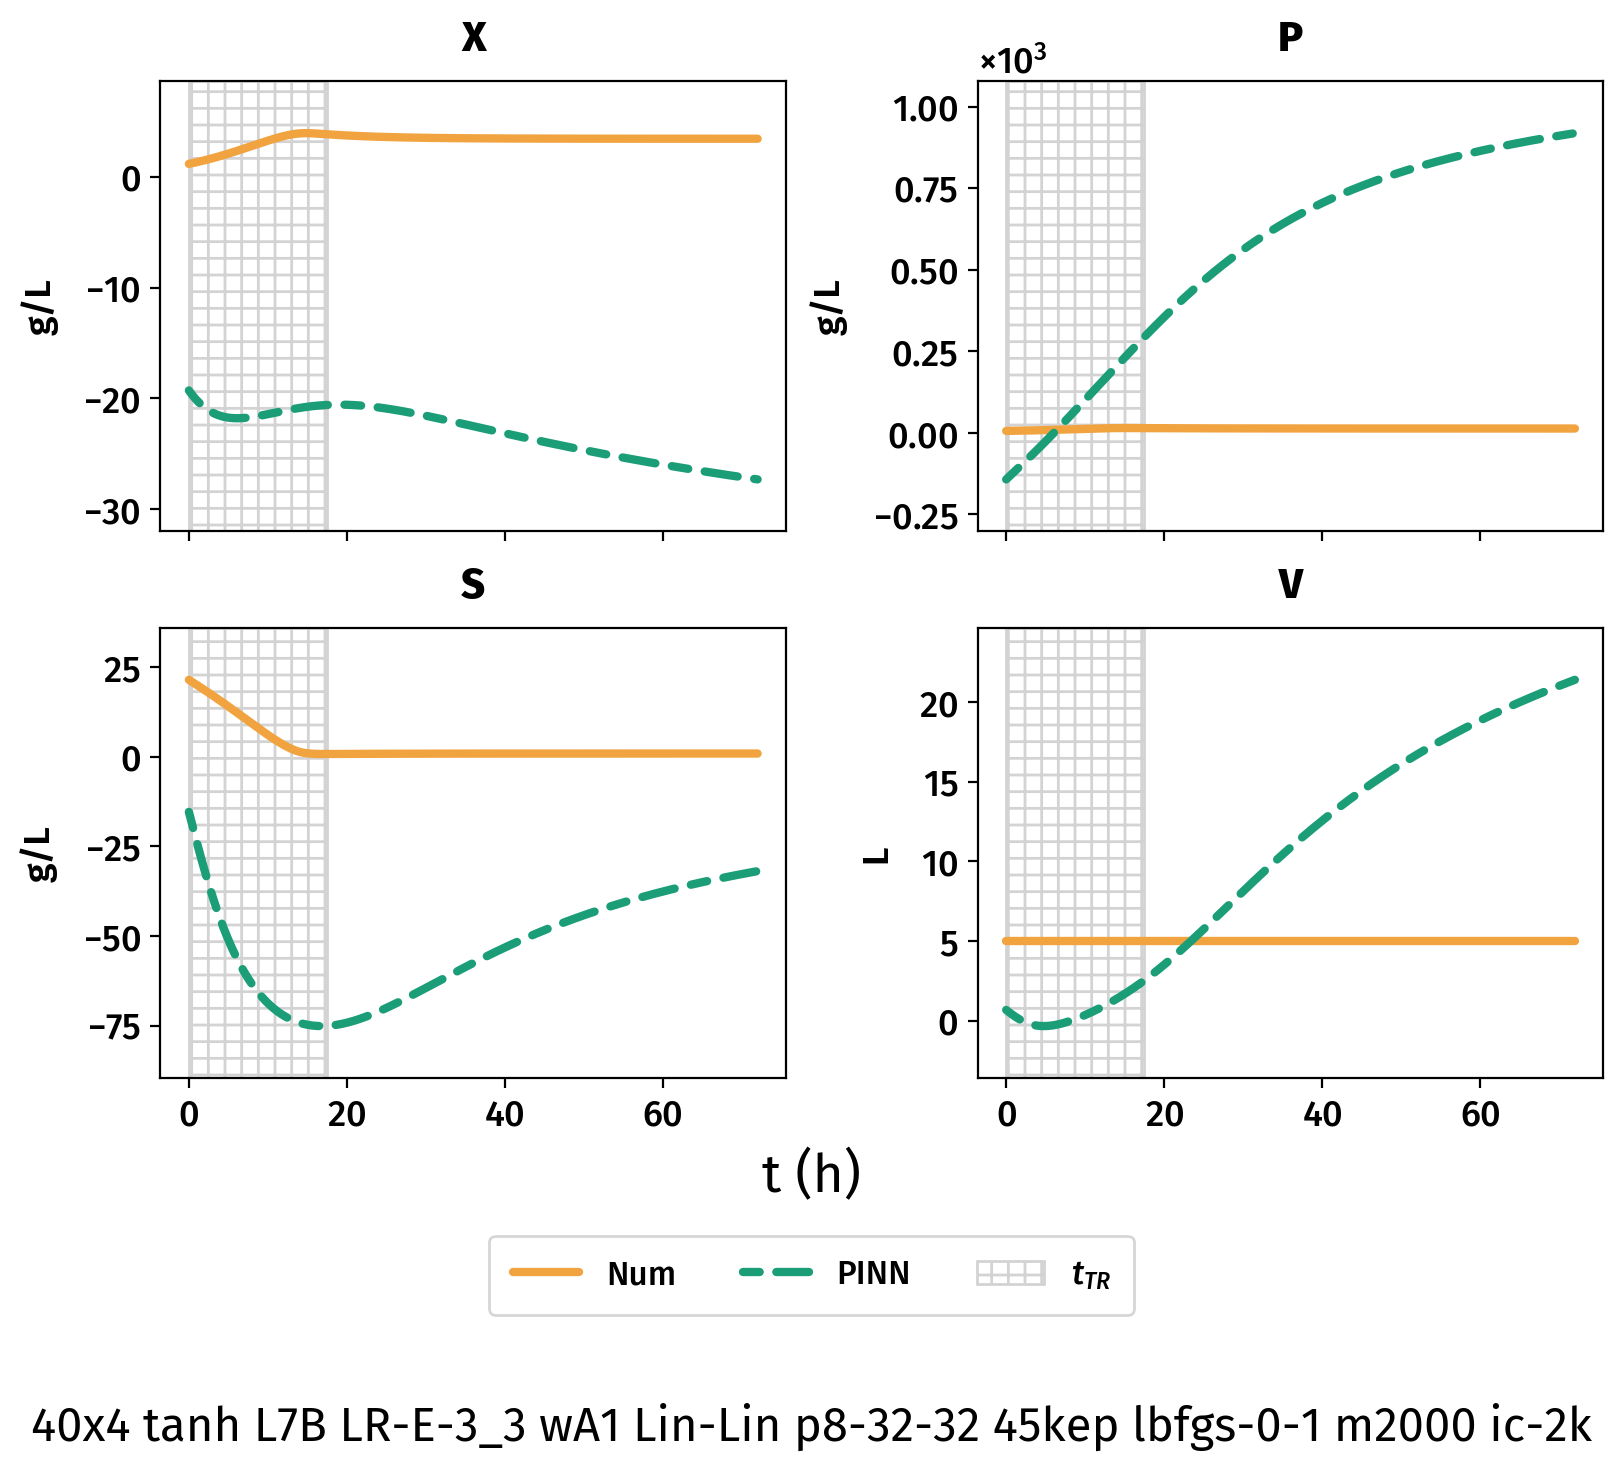 X
g/L
0
−10
−20
−30
P
×10³
g/L
1.00
0.75
0.50
0.25
0.00
−0.25
S
g/L
25
0
−25
−50
−75
0 20 40 60
V
L
20
15
10
5
0
0 20 40 60
t (h)
Num PINN t_TR
40x4 tanh L7B LR-E-3_3 wA1 Lin-Lin p8-32-32 45kep lbfgs-0-1 m2000 ic-2k